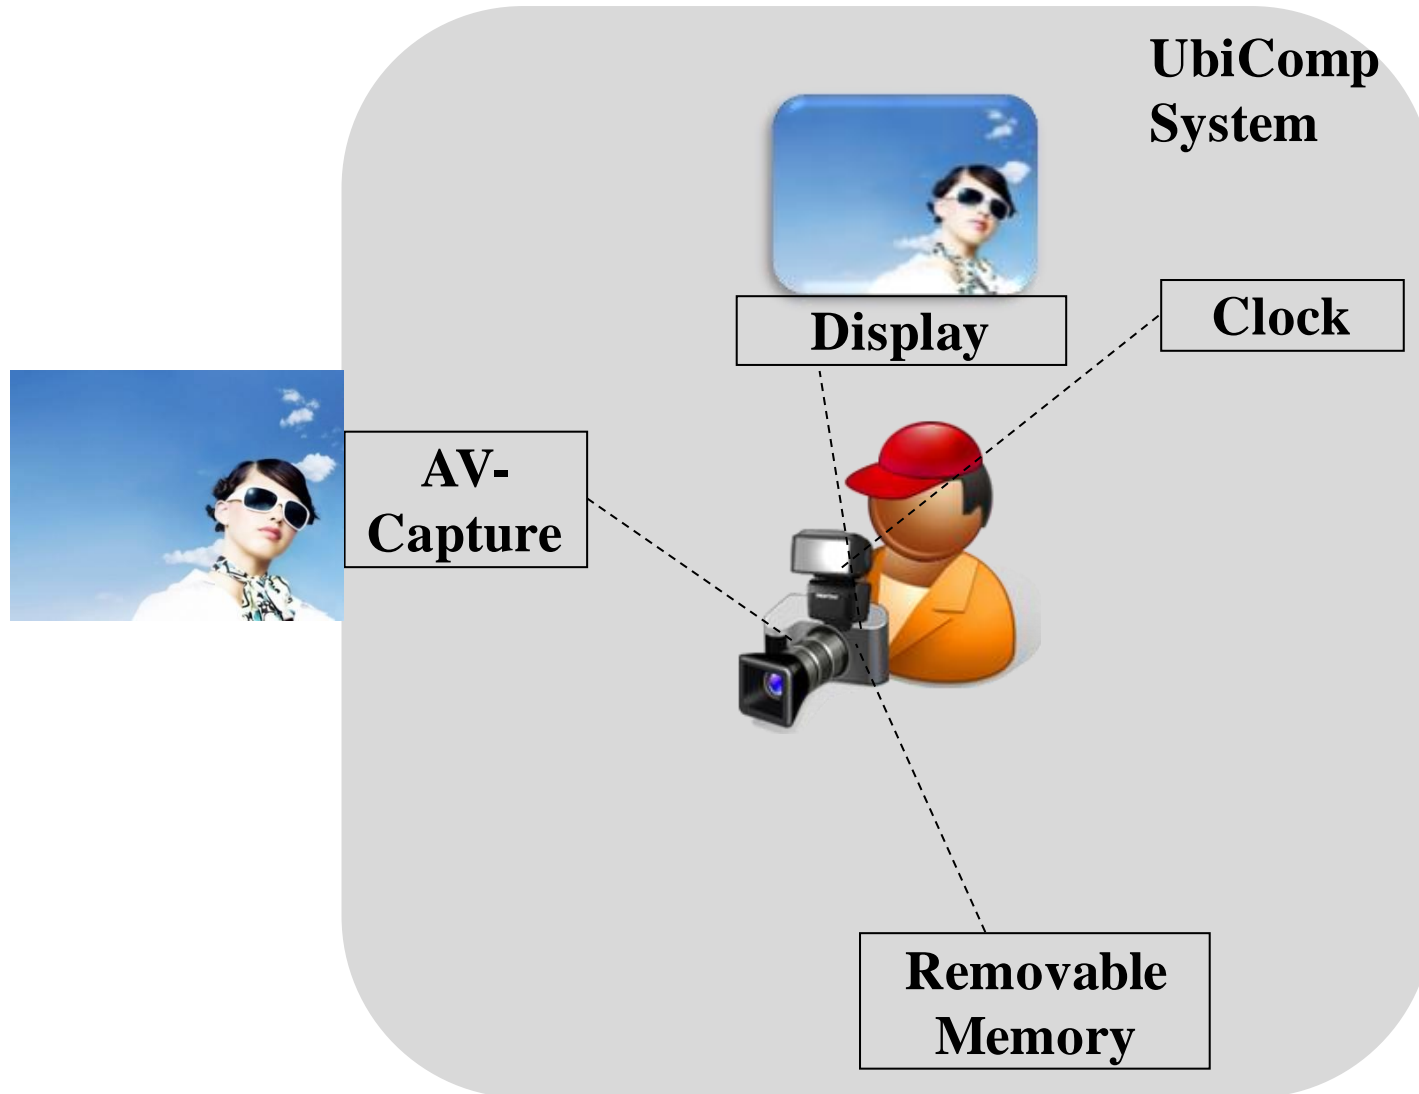 UbiComp
System
Display
Clock
AV-
Capture
Removable
Memory